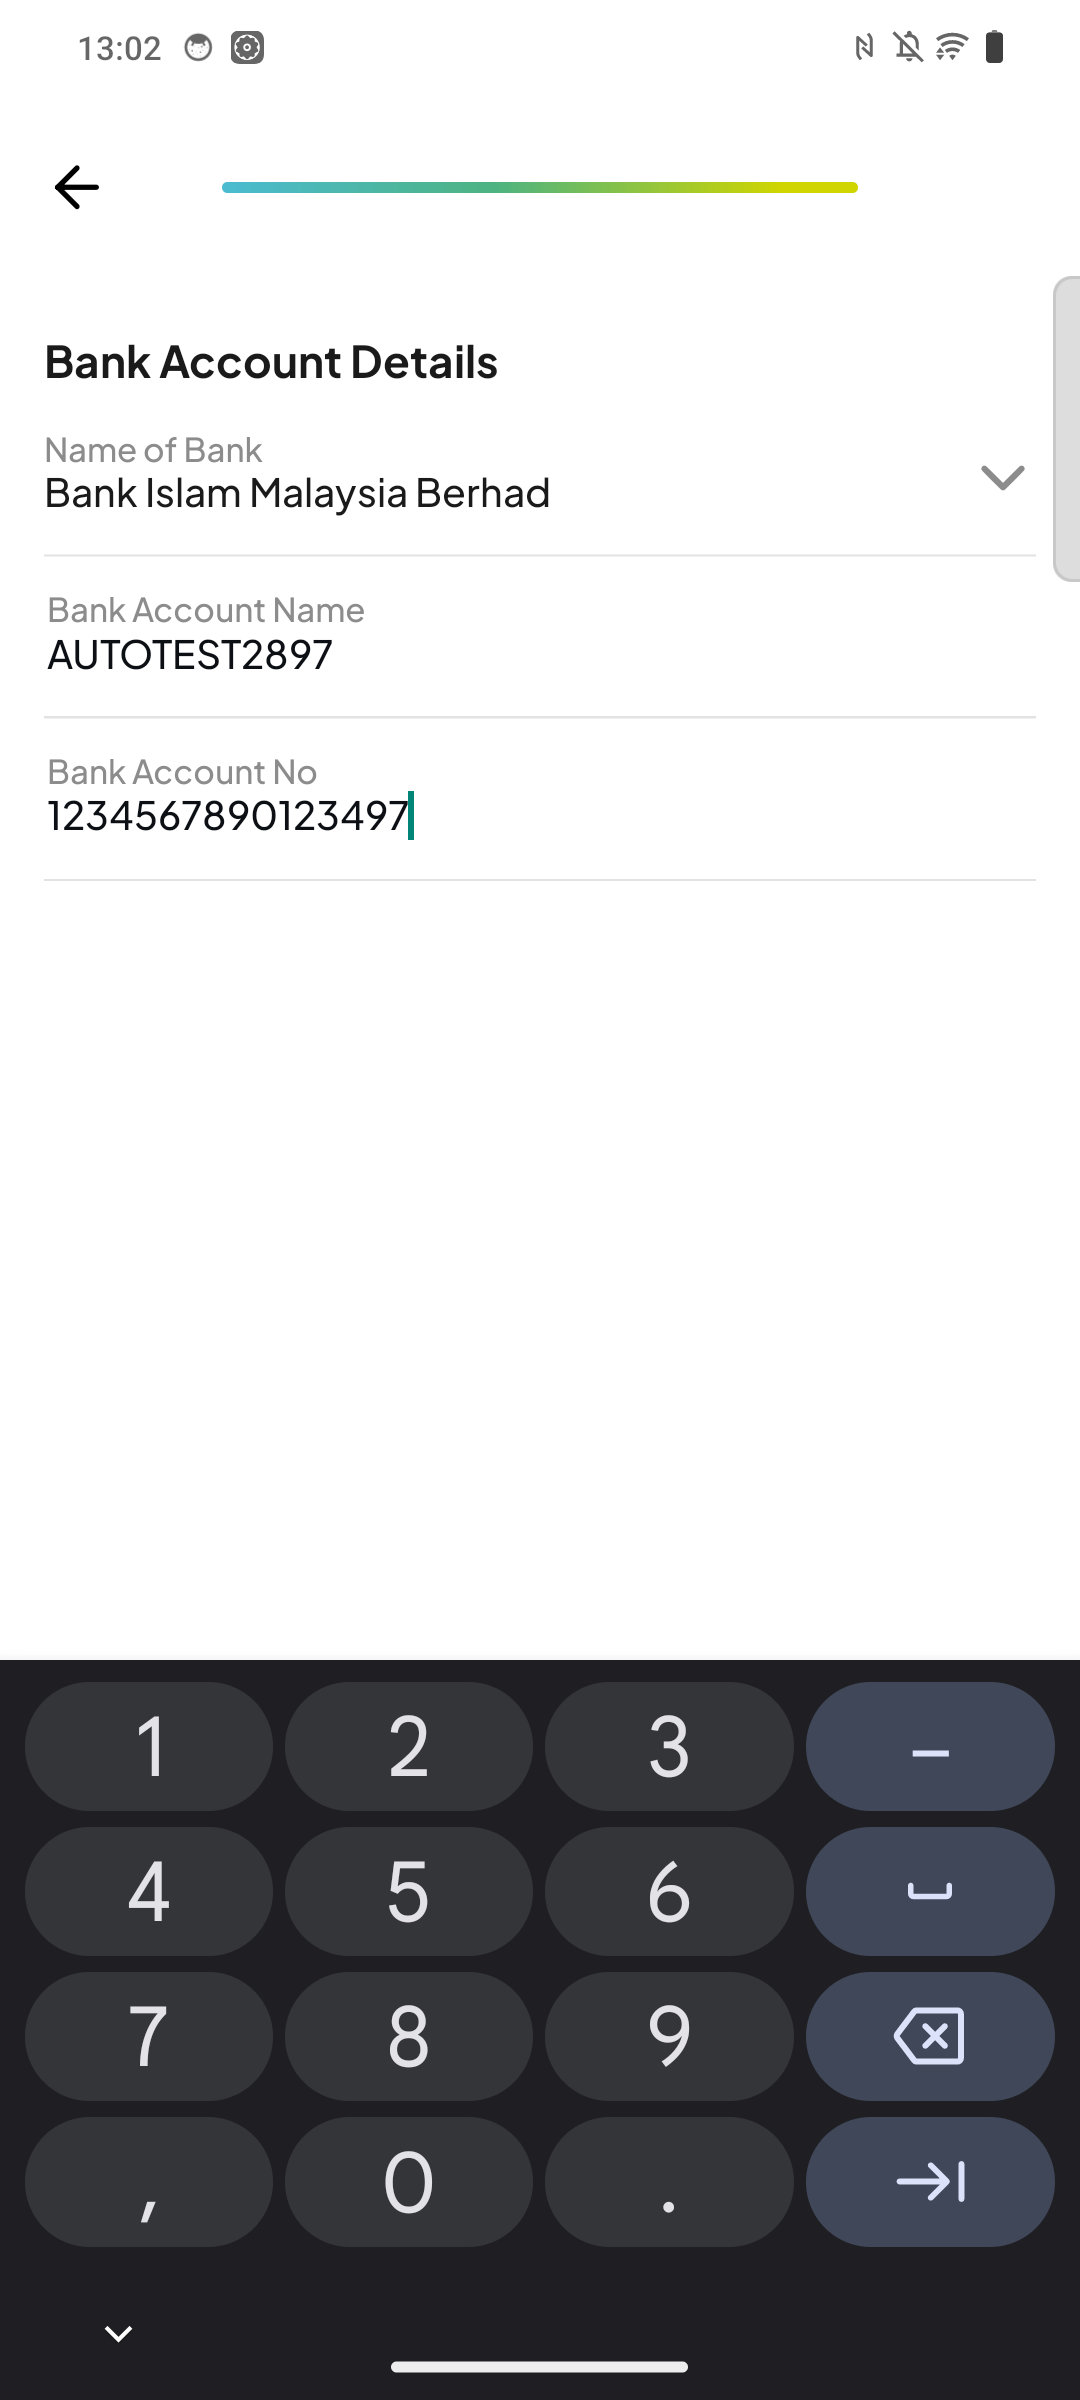 13:02
Bank Account Details
Name of Bank
Bank Islam Malaysia Berhad
Bank Account Name
AUTOTEST2897
Bank Account No
1234567890123497
1 2 3 –
4 5 6
7 8 9
, 0 .